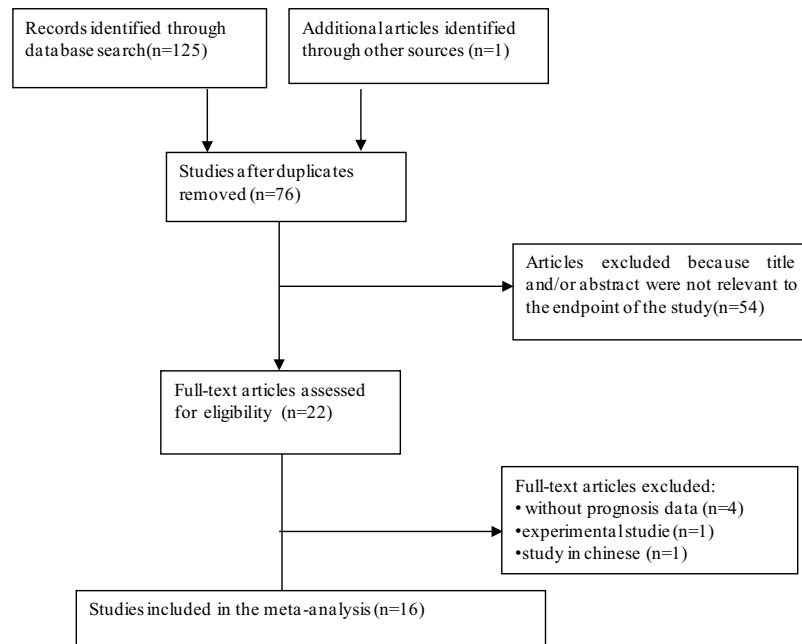 Records identified through
database search(n=125)
Additional articles identified
through other sources (n=1)
Studies after duplicates
removed (n=76)
Articles excluded because title
and/or abstract were not relevant to
the endpoint of the study(n=54)
Full-text articles assessed
for eligibility (n=22)
Full-text articles excluded:
• without prognosis data (n=4)
• experimental studie (n=1)
• study in chinese (n=1)
Studies included in the meta-analysis (n=16)